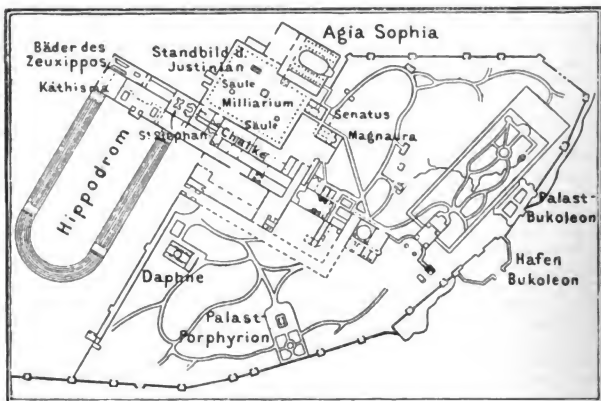 Agia Sophia
Bäder des
Zeuxippos
Kathisma
Standbild d.
Justinian
Säule
Milliarium
Säule
Senatus
Magnaura
St Stephan
Chalke
Hippodrom
Palast-
Bukoleon
Hafen
Bukoleon
Daphne
Palast-
Porphyrion